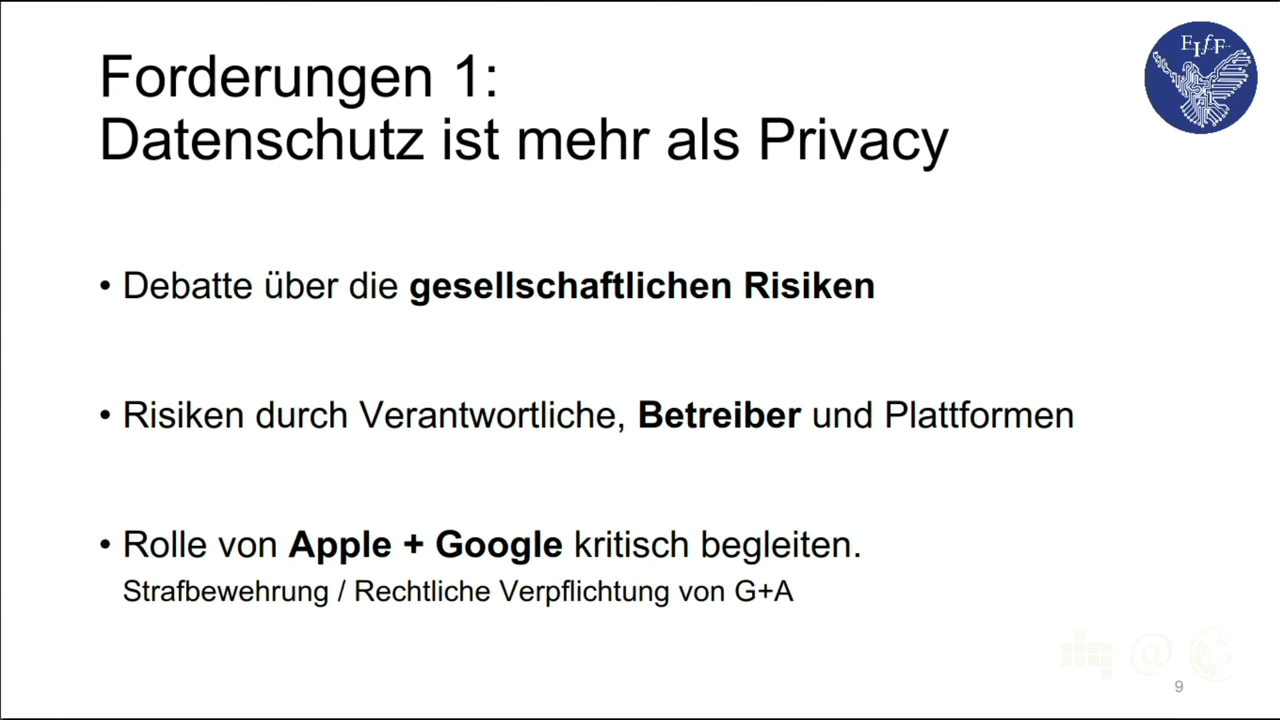 FIfF
Forderungen 1:
Datenschutz ist mehr als Privacy
• Debatte über die gesellschaftlichen Risiken
• Risiken durch Verantwortliche, Betreiber und Plattformen
• Rolle von Apple + Google kritisch begleiten.
Strafbewehrung / Rechtliche Verpflichtung von G+A
@
9